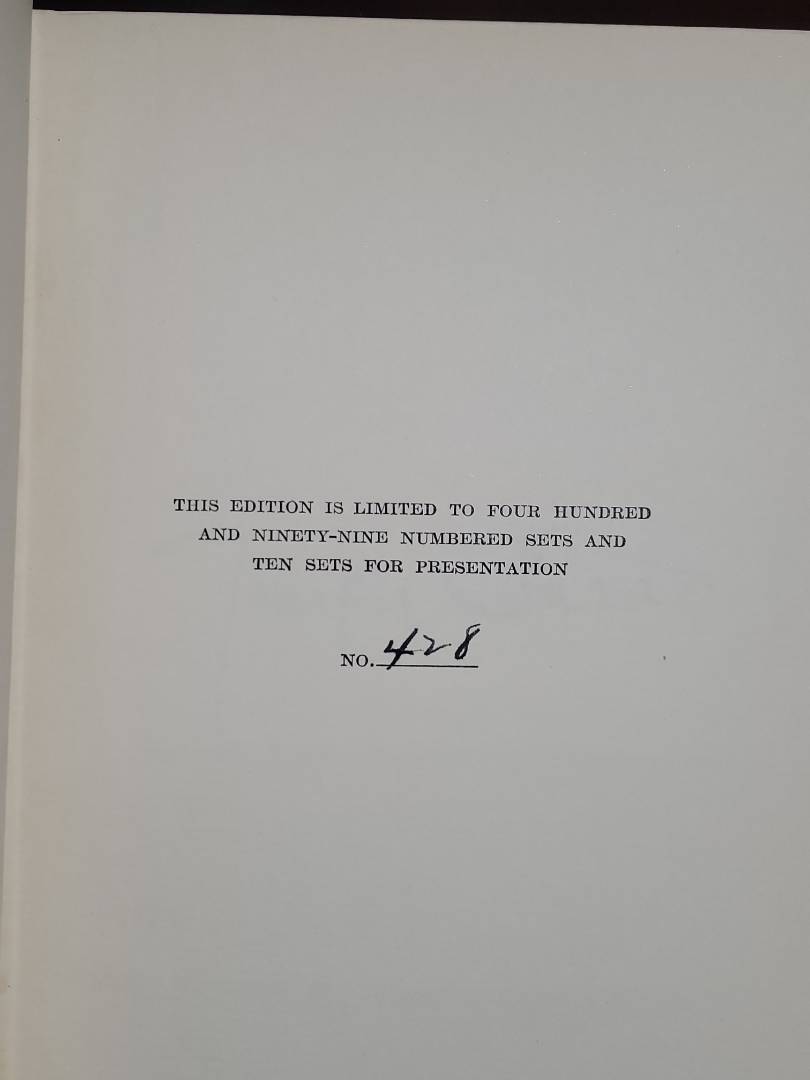 THIS EDITION IS LIMITED TO FOUR HUNDRED
AND NINETY-NINE NUMBERED SETS AND
TEN SETS FOR PRESENTATION
NO. 428